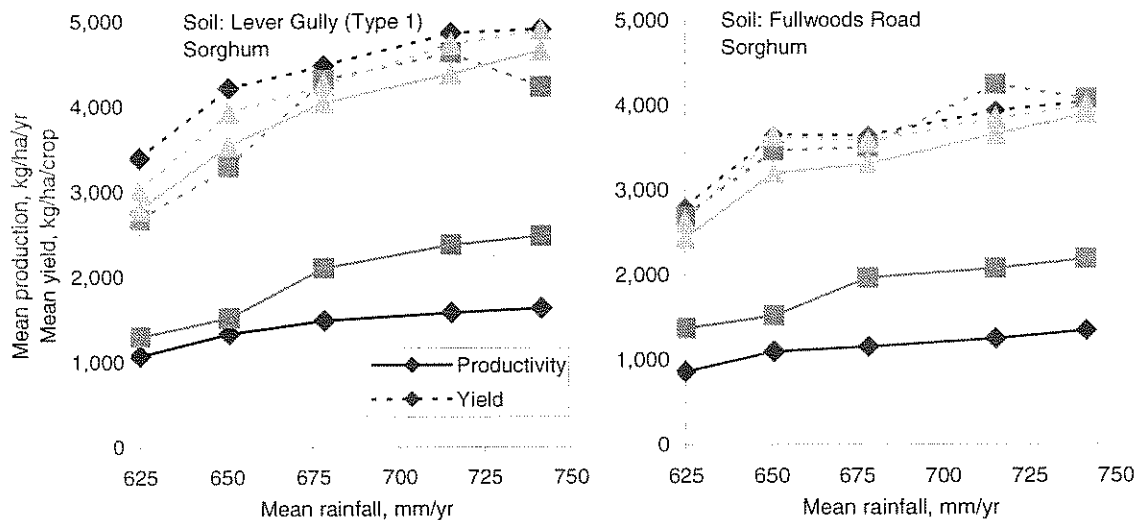 Mean production, kg/ha/yr
Mean yield, kg/ha/crop
5,000
4,000
3,000
2,000
1,000
0
Soil: Lever Gully (Type 1)
Sorghum
Productivity
Yield
625 650 675 700 725 750
Mean rainfall, mm/yr
5,000
4,000
3,000
2,000
1,000
0
Soil: Fullwoods Road
Sorghum
625 650 675 700 725 750
Mean rainfall, mm/yr